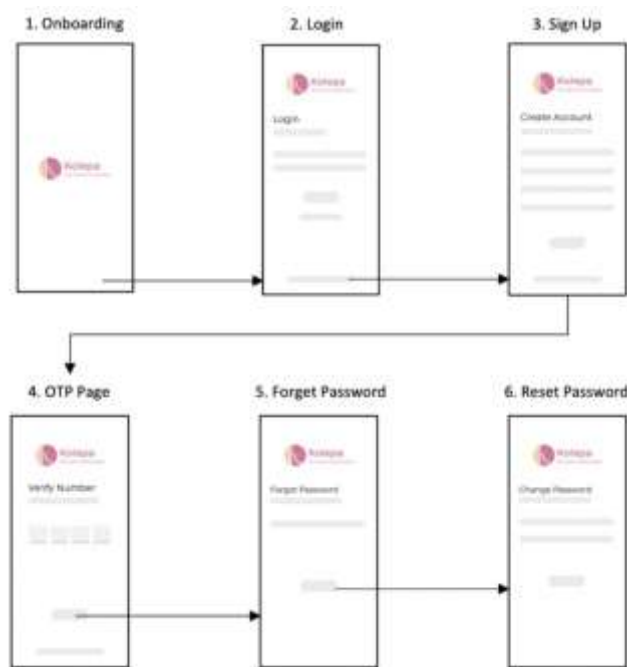 1. Onboarding
2. Login
3. Sign Up
Login
Create Account
4. OTP Page
5. Forget Password
6. Reset Password
Verify Number
Forgot Password
Change Password